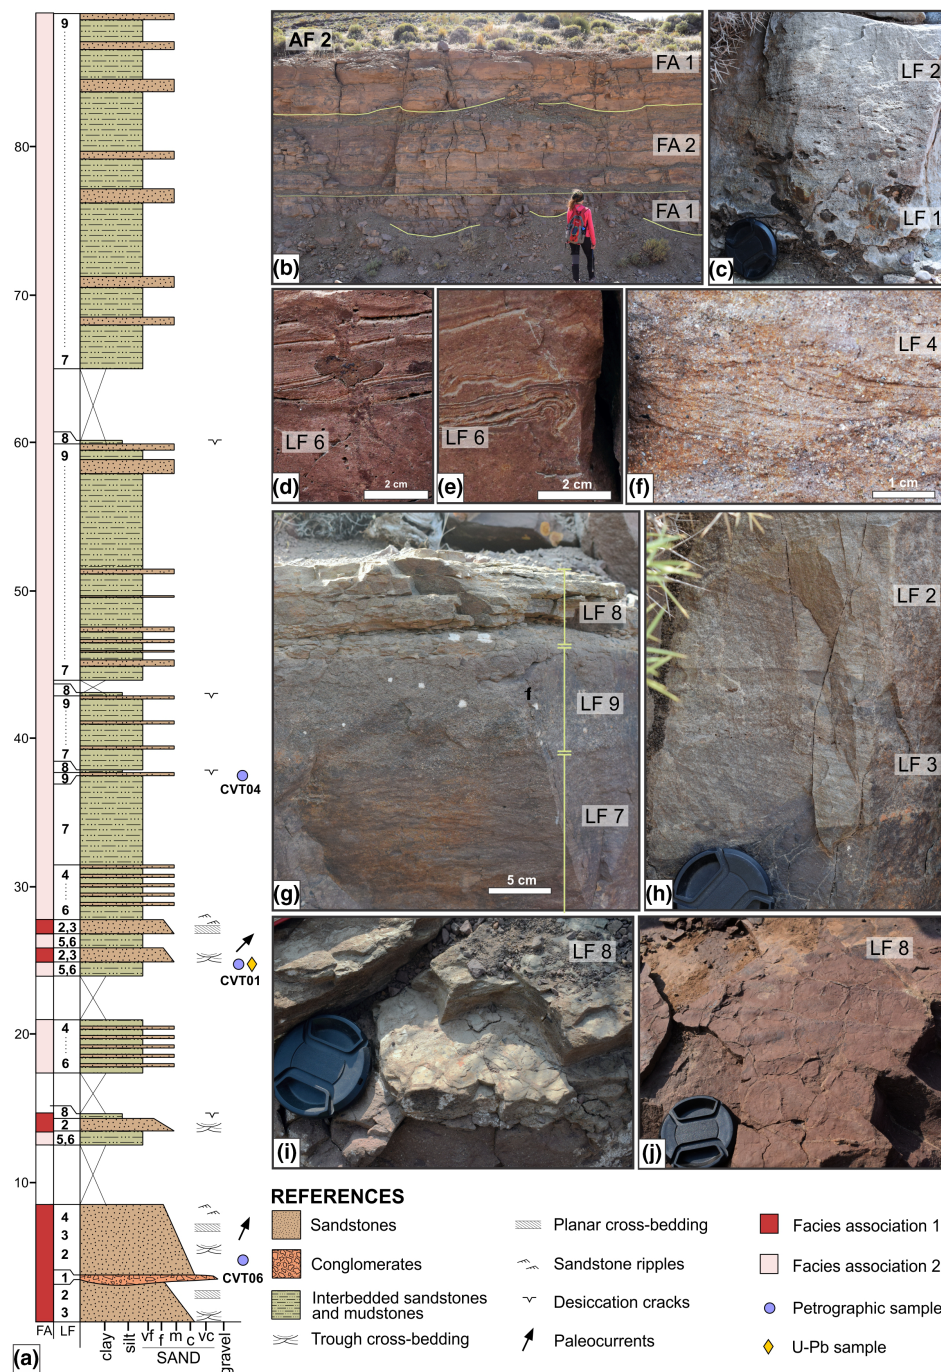 9
80
70
7
8
60
9
50
7
8
9
40
7
8
9
CVT04
7
4
30
6
2,3
5,6
2,3
5,6
CVT01
4
20
6
8
2
5,6
10
4
3
2
1
CVT06
2
3
FA
LF
clay
silt
vf
f
m
c
vc
gravel
SAND
(a)
AF 2
FA 1
FA 2
FA 1
(b)
LF 2
LF 1
(c)
LF 6
(d)
2 cm
LF 6
(e)
2 cm
LF 4
(f)
1 cm
LF 8
f
LF 9
LF 7
(g)
5 cm
LF 2
LF 3
(h)
LF 8
(i)
LF 8
(j)
REFERENCES
Sandstones
Conglomerates
Interbedded sandstones
and mudstones
Trough cross-bedding
Planar cross-bedding
Sandstone ripples
Desiccation cracks
Paleocurrents
Facies association 1
Facies association 2
Petrographic sample
U-Pb sample